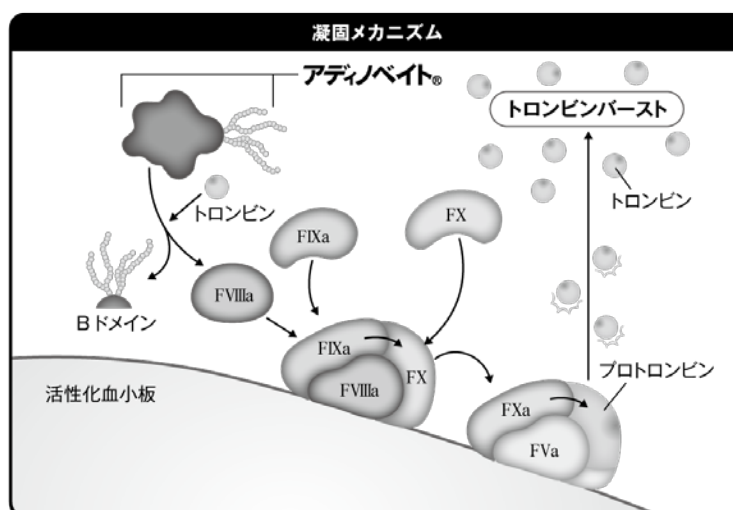 凝固メカニズム
アディノベイト®
トロンビンバースト
トロンビン
トロンビン
FX
FIXa
FVIIIa
Bドメイン
FIXa
FX
FVIIIa
プロトロンビン
活性化血小板
FXa
FVa